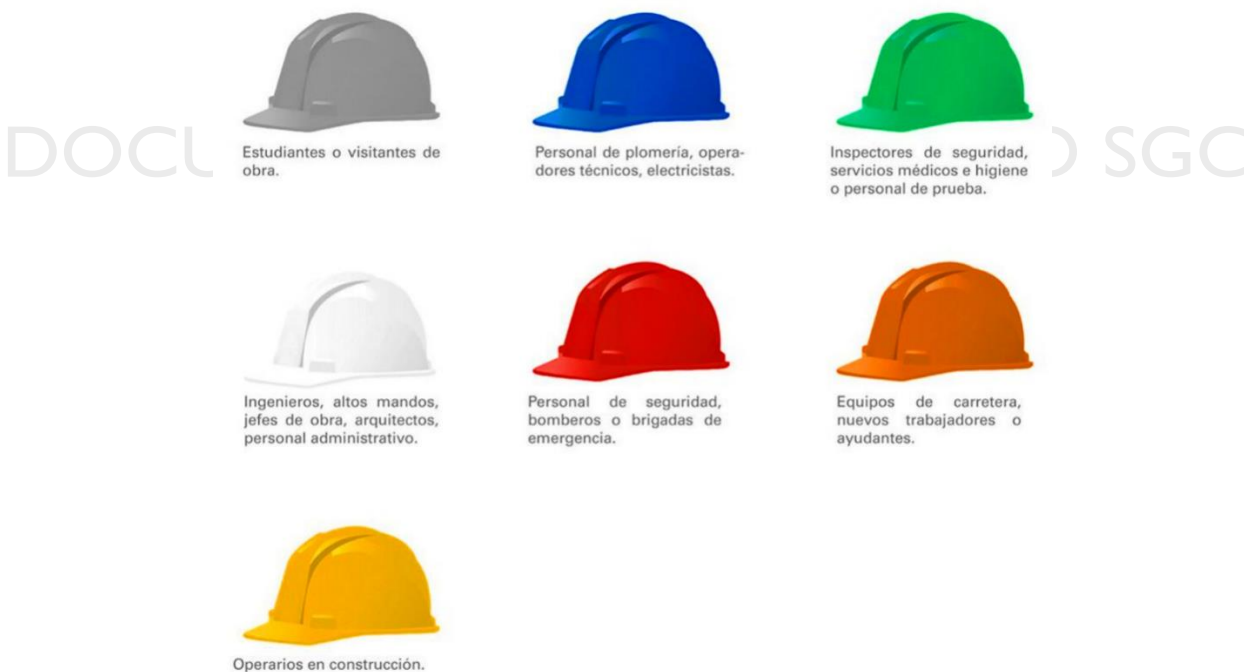 Estudiantes o visitantes de
obra.
Personal de plomería, opera-
dores técnicos, electricistas.
Inspectores de seguridad,
servicios médicos e higiene
o personal de prueba.
Ingenieros, altos mandos,
jefes de obra, arquitectos,
personal administrativo.
Personal de seguridad,
bomberos o brigadas de
emergencia.
Equipos de carretera,
nuevos trabajadores o
ayudantes.
Operarios en construcción.
SGC